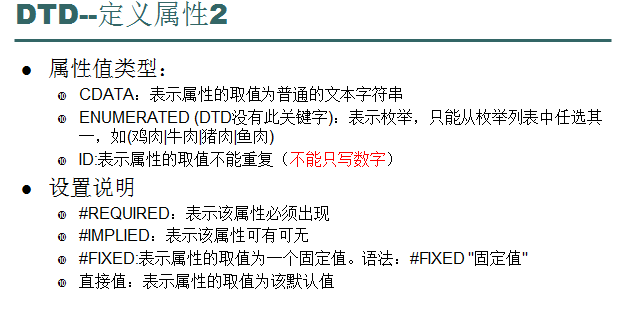 DTD--定义属性2
属性值类型：
CDATA：表示属性的取值为普通的文本字符串
ENUMERATED (DTD没有此关键字)：表示枚举，只能从枚举列表中任选其
一，如(鸡肉|牛肉|猪肉|鱼肉)
ID:表示属性的取值不能重复（不能只写数字）
设置说明
#REQUIRED：表示该属性必须出现
#IMPLIED：表示该属性可有可无
#FIXED:表示属性的取值为一个固定值。语法：#FIXED "固定值"
直接值：表示属性的取值为该默认值